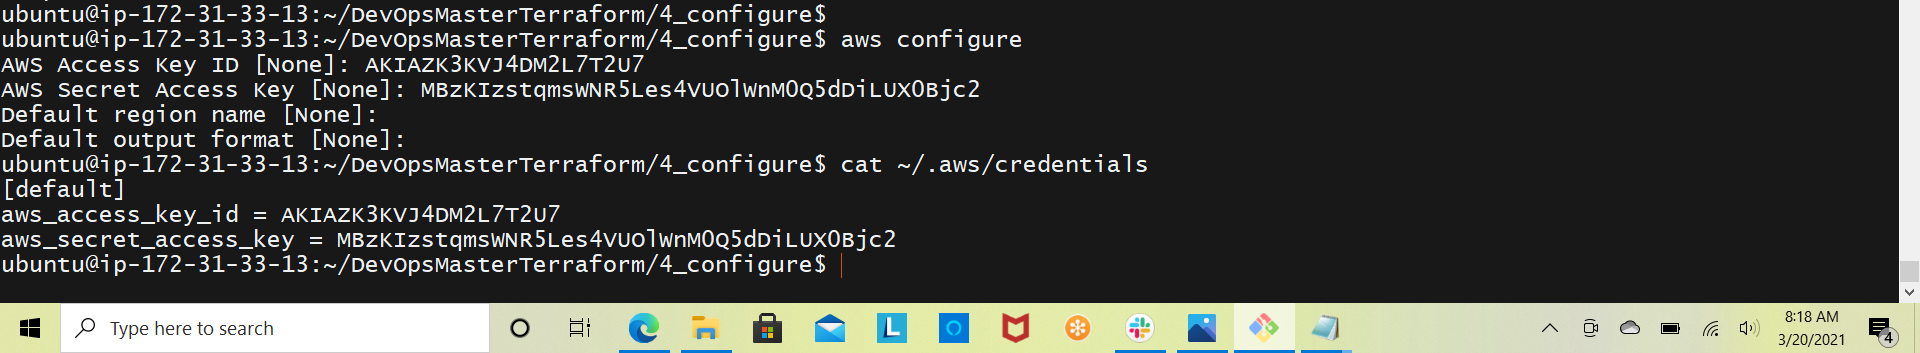 ubuntu@ip-172-31-33-13:~/DevOpsMasterTerraform/4_configure$
ubuntu@ip-172-31-33-13:~/DevOpsMasterTerraform/4_configure$ aws configure
AWS Access Key ID [None]: AKIAZK3KVJ4DM2L7T2U7
AWS Secret Access Key [None]: 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
Default region name [None]:
Default output format [None]:
ubuntu@ip-172-31-33-13:~/DevOpsMasterTerraform/4_configure$ cat ~/.aws/credentials
[default]
aws_access_key_id = AKIAZK3KVJ4DM2L7T2U7
aws_secret_access_key = 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
ubuntu@ip-172-31-33-13:~/DevOpsMasterTerraform/4_configure$
Type here to search
L
8:18 AM
3/20/2021
4